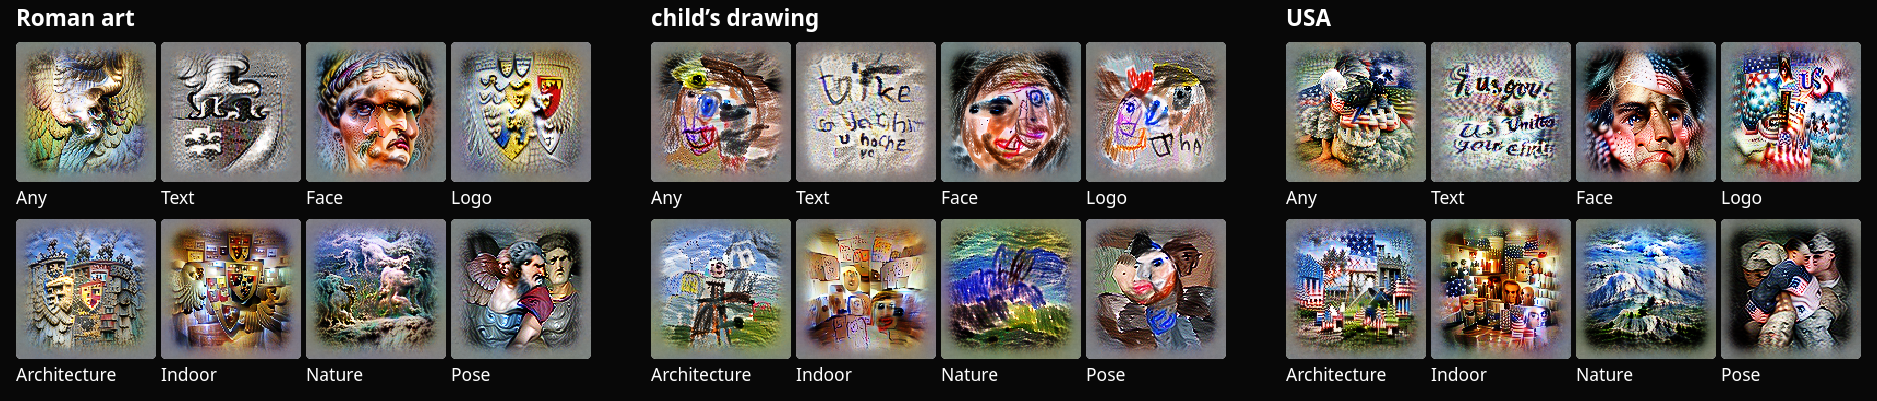 Roman art
child’s drawing
USA
Any
Text
Face
Logo
Any
Text
Face
Logo
Any
Text
Face
Logo
Architecture
Indoor
Nature
Pose
Architecture
Indoor
Nature
Pose
Architecture
Indoor
Nature
Pose